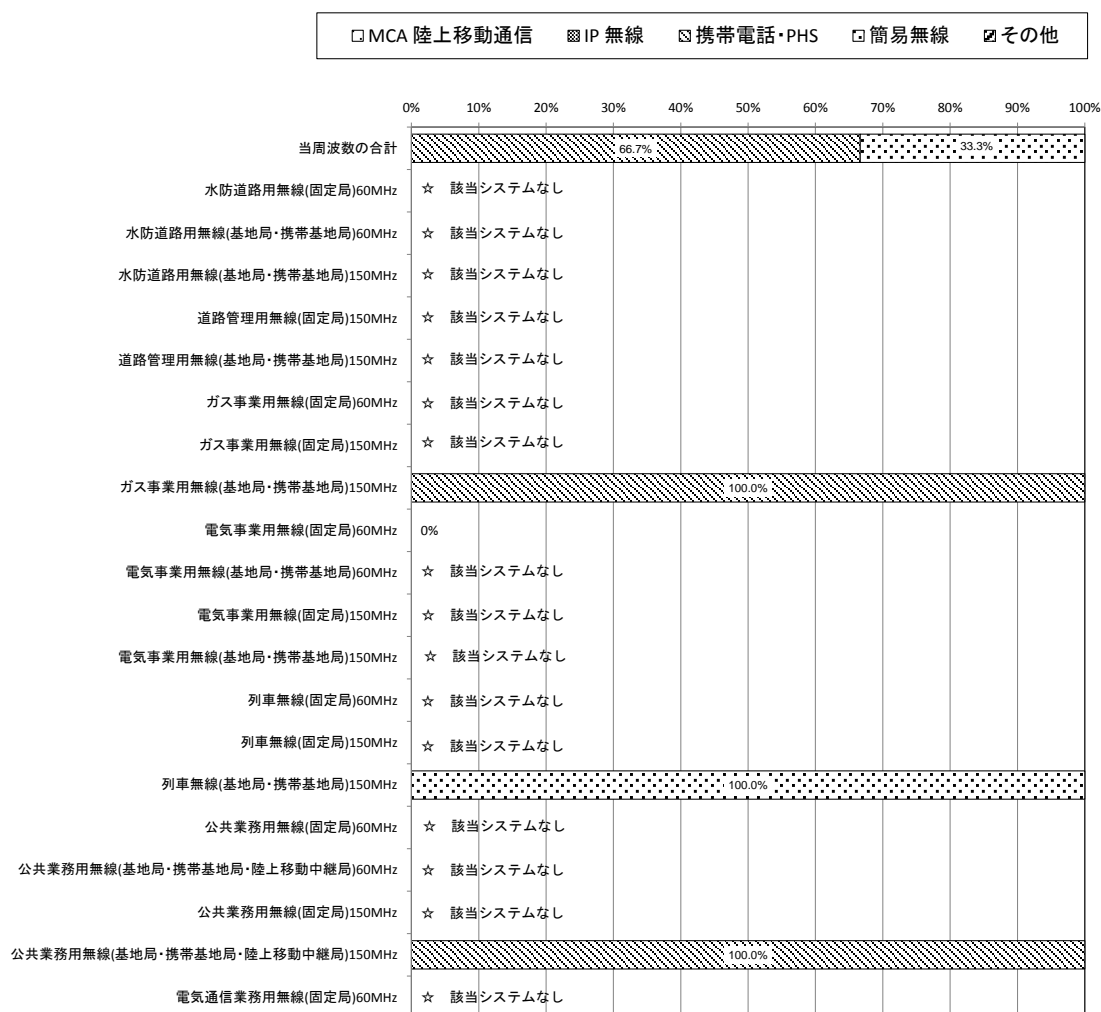 MCA 陸上移動通信 IP 無線 携帯電話・PHS 簡易無線 その他
0% 10% 20% 30% 40% 50% 60% 70% 80% 90% 100%
当周波数の合計 66.7% 33.3%
水防道路用無線(固定局)60MHz ☆ 該当システムなし
水防道路用無線(基地局・携帯基地局)60MHz ☆ 該当システムなし
水防道路用無線(基地局・携帯基地局)150MHz ☆ 該当システムなし
道路管理用無線(固定局)150MHz ☆ 該当システムなし
道路管理用無線(基地局・携帯基地局)150MHz ☆ 該当システムなし
ガス事業用無線(固定局)60MHz ☆ 該当システムなし
ガス事業用無線(固定局)150MHz ☆ 該当システムなし
ガス事業用無線(基地局・携帯基地局)150MHz 100.0%
電気事業用無線(固定局)60MHz 0%
電気事業用無線(基地局・携帯基地局)60MHz ☆ 該当システムなし
電気事業用無線(固定局)150MHz ☆ 該当システムなし
電気事業用無線(基地局・携帯基地局)150MHz ☆ 該当システムなし
列車無線(固定局)60MHz ☆ 該当システムなし
列車無線(固定局)150MHz ☆ 該当システムなし
列車無線(基地局・携帯基地局)150MHz 100.0%
公共業務用無線(固定局)60MHz ☆ 該当システムなし
公共業務用無線(基地局・携帯基地局・陸上移動中継局)60MHz ☆ 該当システムなし
公共業務用無線(固定局)150MHz ☆ 該当システムなし
公共業務用無線(基地局・携帯基地局・陸上移動中継局)150MHz 100.0%
電気通信業務用無線(固定局)60MHz ☆ 該当システムなし